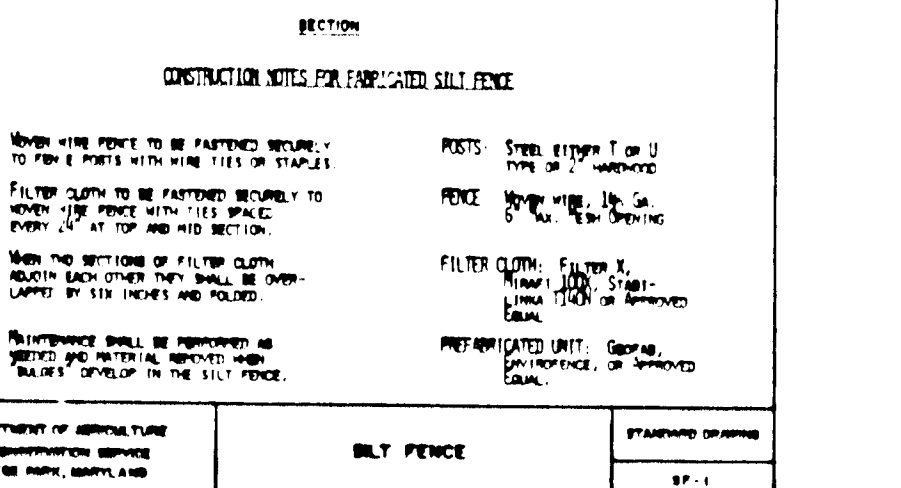 SECTION
CONSTRUCTION NOTES FOR FABRICATED SILT FENCE
WOVEN WIRE FENCE TO BE FASTENED SECURELY
TO FENCE POSTS WITH WIRE TIES OR STAPLES.
FILTER CLOTH TO BE FASTENED SECURELY TO
WOVEN WIRE FENCE WITH TIES SPACED
EVERY 24" AT TOP AND MID SECTION.
WHEN TWO SECTIONS OF FILTER CLOTH
ADJOIN EACH OTHER THEY SHALL BE OVER-
LAPPED BY SIX INCHES AND FOLDED.
MAINTENANCE SHALL BE PERFORMED AS
NEEDED AND MATERIAL REMOVED WHEN
"BULGES" DEVELOP IN THE SILT FENCE.
POSTS: STEEL EITHER T OR U
TYPE OR 2" HARDWOOD
FENCE WOVEN WIRE, 14 GA.
6" MAX. MESH OPENING
FILTER CLOTH: FILTER X,
MIRAFI 100X, STABI-
LINKA T140N OR APPROVED
EQUAL
PREFABRICATED UNIT: GEOFAB,
ENVIROFENCE, OR APPROVED
EQUAL.
TMENT OF AGRICULTURE
ONSERVATION SERVICE
GE PARK, MARYLAND
SILT FENCE
STANDARD DRAWING
SF-1